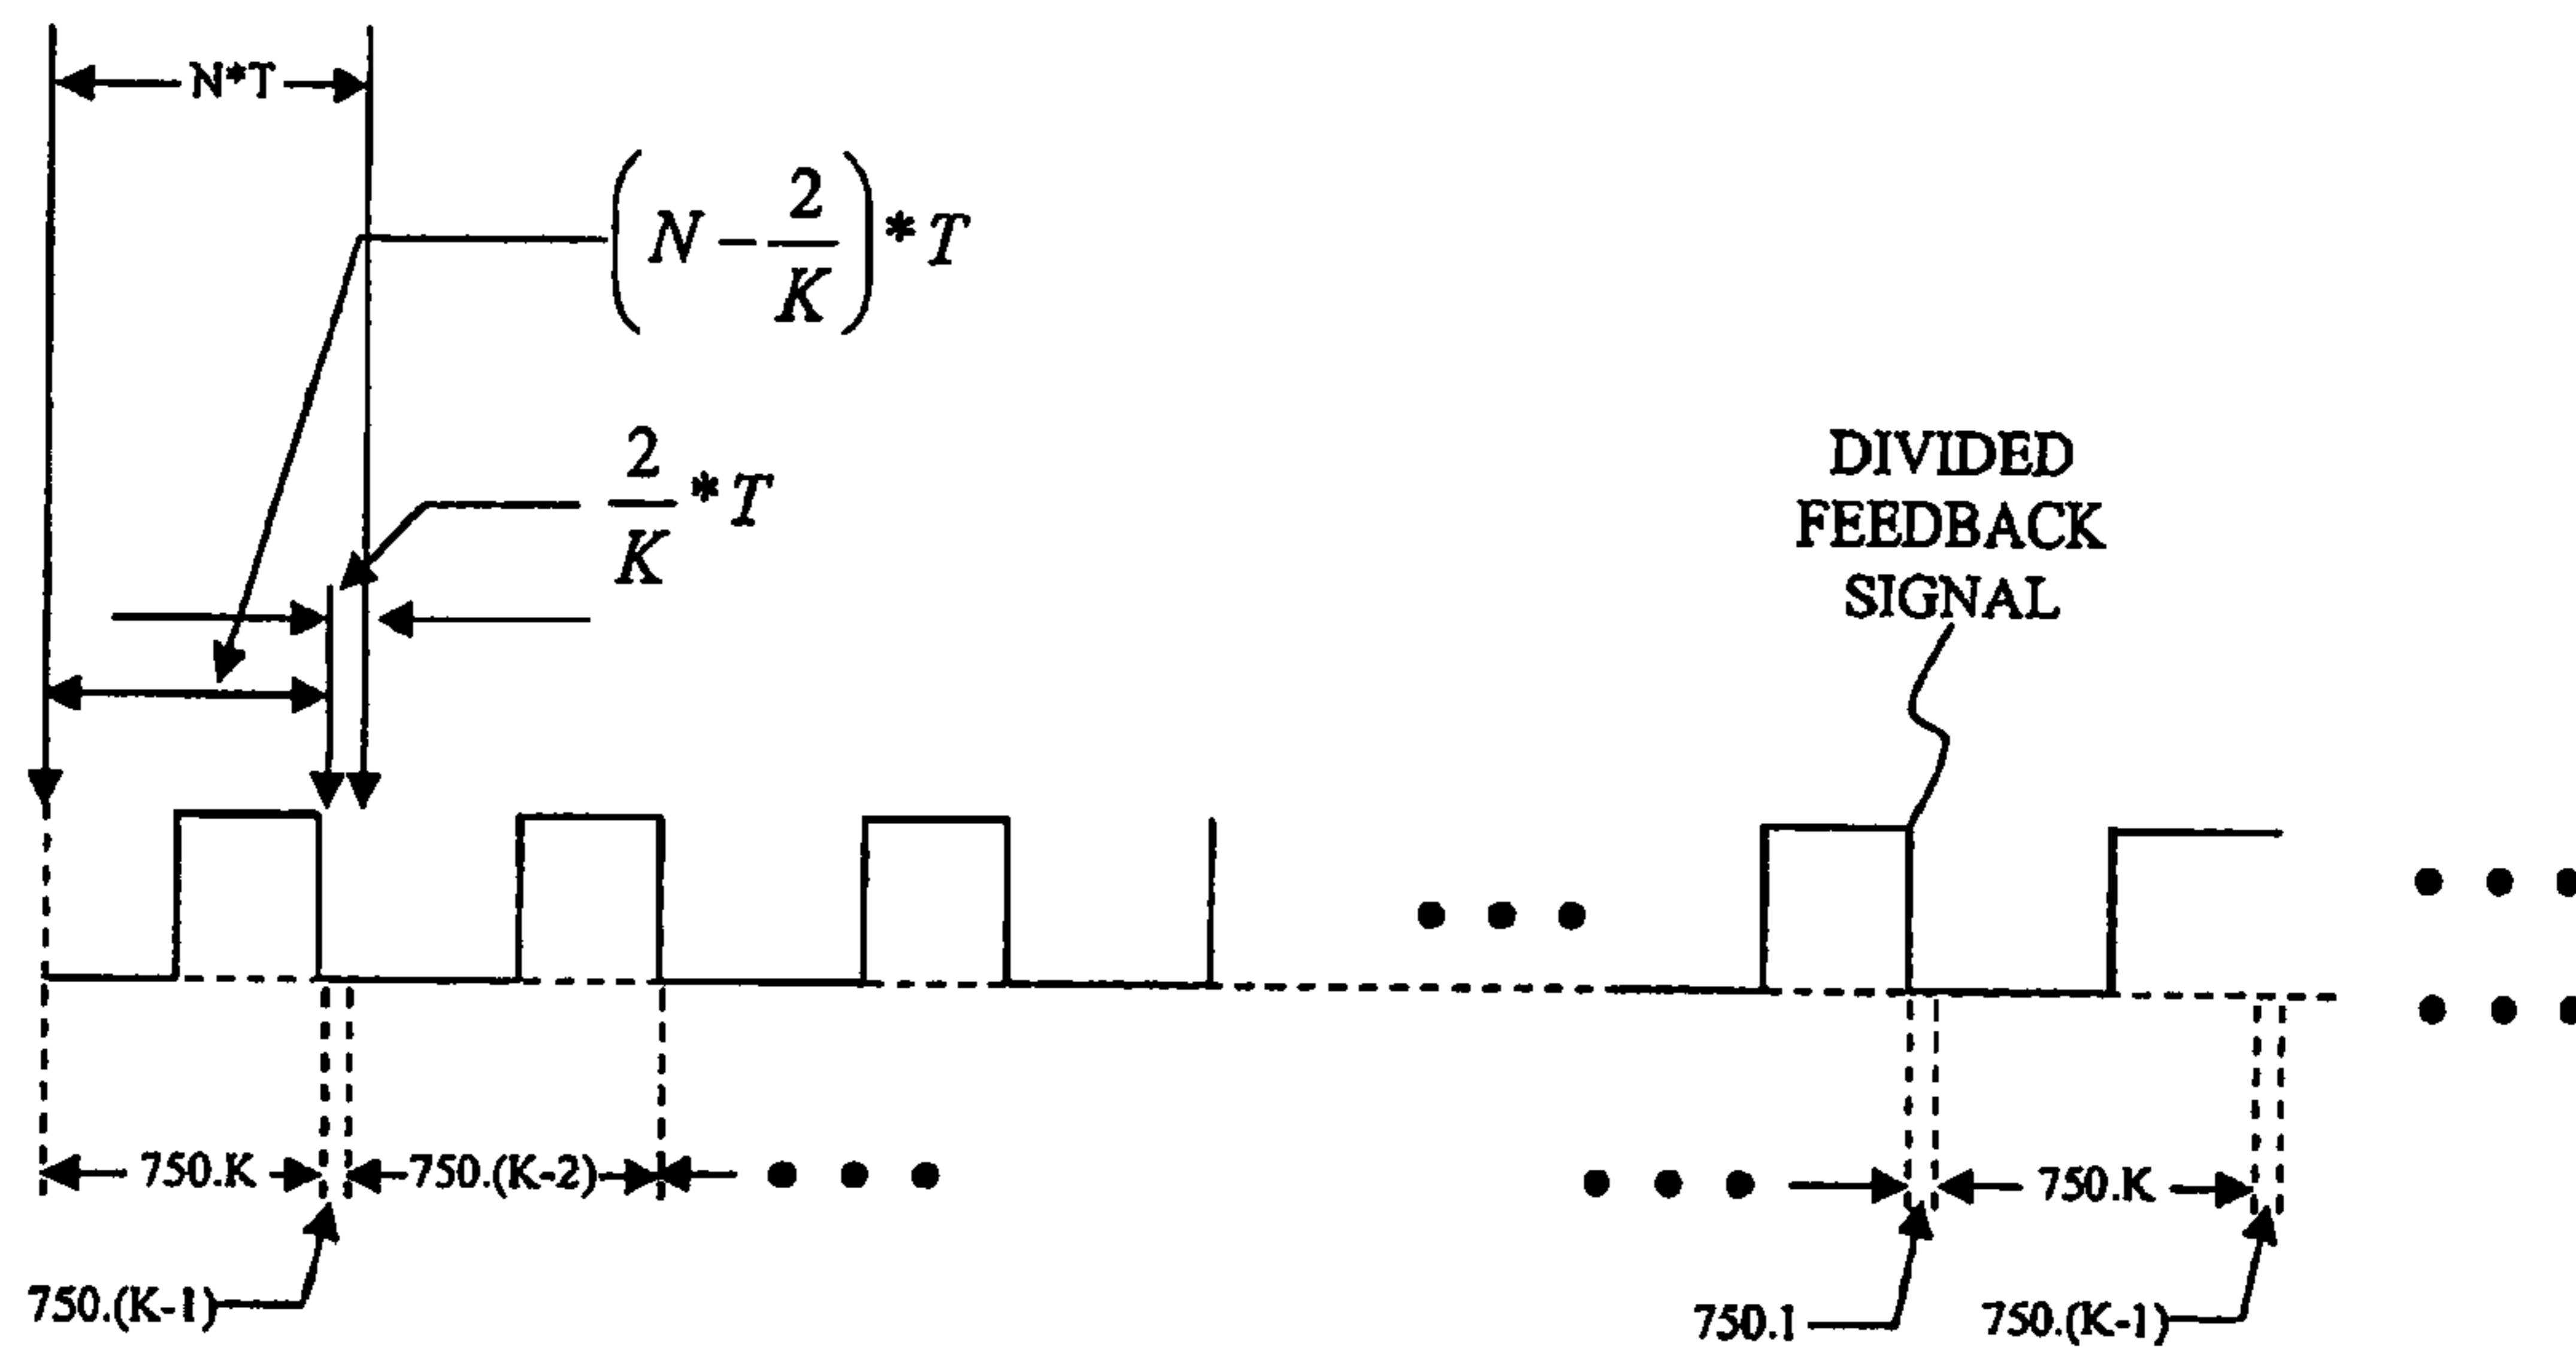 N*T
(N - 2/K) * T
2/K * T
DIVIDED
FEEDBACK
SIGNAL
750.K
750.(K-2)
750.K
750.(K-1)
750.1
750.(K-1)